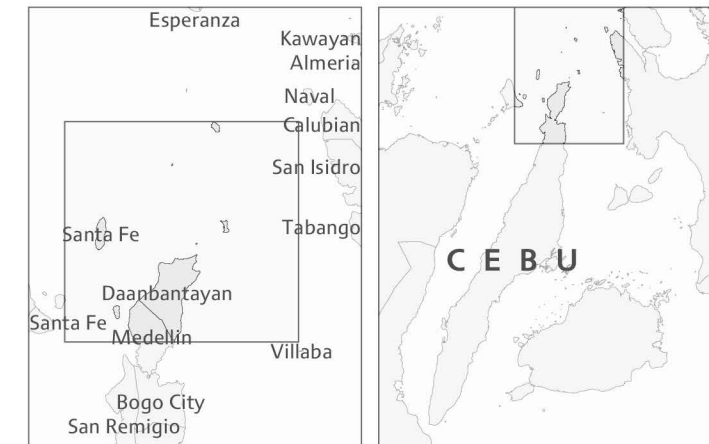 Esperanza
Kawayan
Almeria
Naval
Calubian
San Isidro
Santa Fe
Tabango
Daanbantayan
Santa Fe
Medellin
Villaba
Bogo City
San Remigio
CEBU